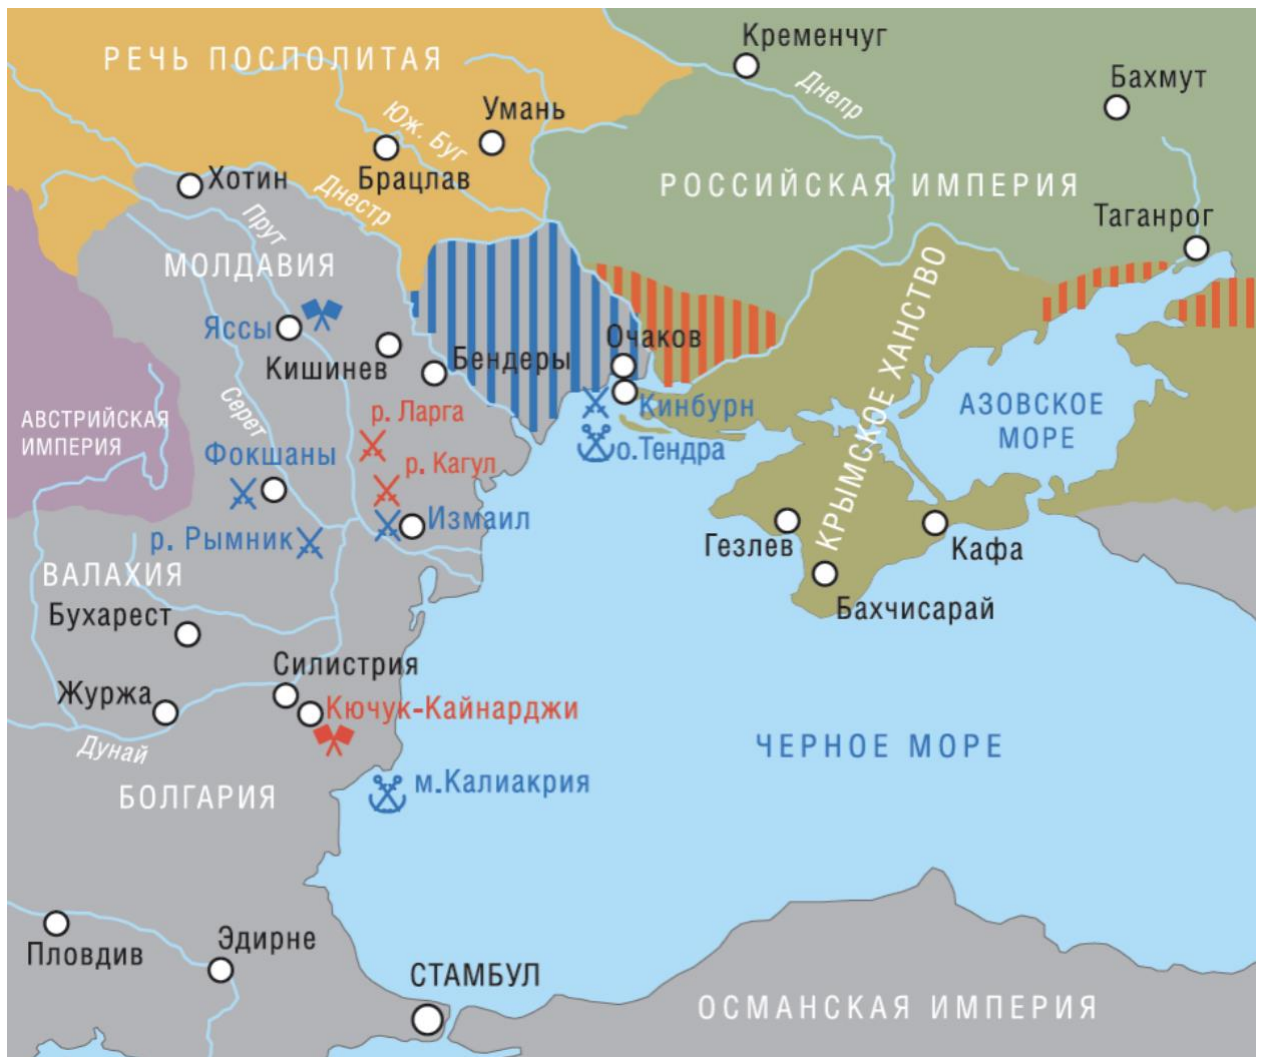 Кременчуг
РЕЧЬ ПОСПОЛИТАЯ
Бахмут
Днепр
Умань
Юж. Буг
Хотин
Брацлав
РОССИЙСКАЯ ИМПЕРИЯ
Днестр
Прут
Таганрог
МОЛДАВИЯ
КРЫМСКОЕ ХАНСТВО
Яссы
Очаков
Кишинев
Бендеры
Серет
р. Ларга
Кинбурн
АЗОВСКОЕ
МОРЕ
АВСТРИЙСКАЯ
ИМПЕРИЯ
Фокшаны
о.Тендра
р. Кагул
Измаил
р. Рымник
Гезлев
Кафа
ВАЛАХИЯ
Бухарест
Бахчисарай
Силистрия
Журжа
Кючук-Кайнарджи
Дунай
ЧЕРНОЕ МОРЕ
м.Калиакрия
БОЛГАРИЯ
Пловдив
Эдирне
СТАМБУЛ
ОСМАНСКАЯ ИМПЕРИЯ